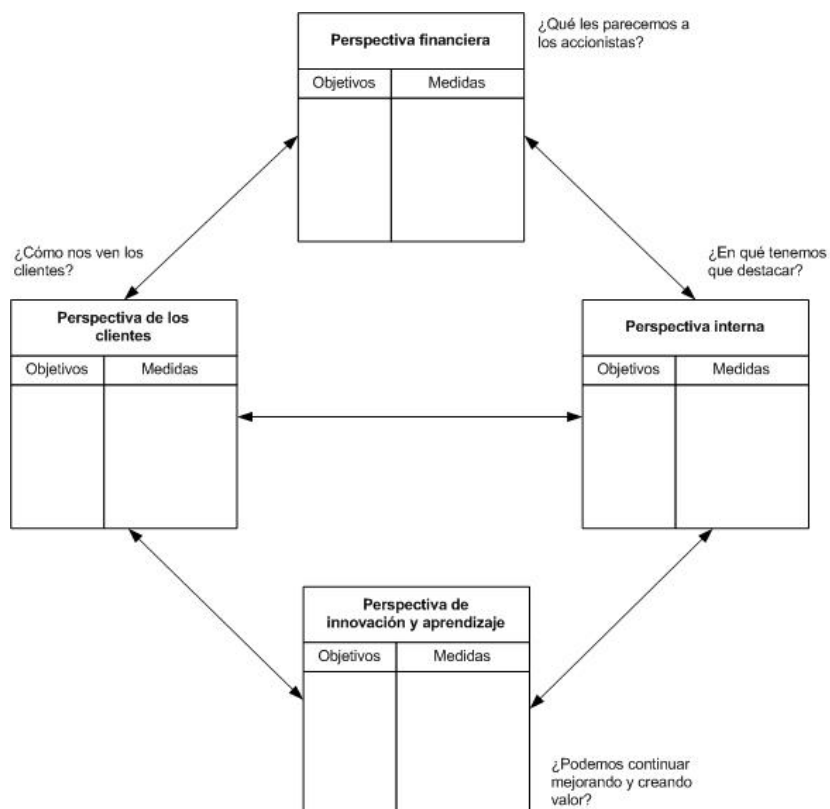 ¿Qué les parecemos a
los accionistas?
Perspectiva financiera
Objetivos
Medidas
¿Cómo nos ven los
clientes?
¿En qué tenemos
que destacar?
Perspectiva de los
clientes
Objetivos
Medidas
Perspectiva interna
Objetivos
Medidas
Perspectiva de
innovación y aprendizaje
Objetivos
Medidas
¿Podemos continuar
mejorando y creando
valor?